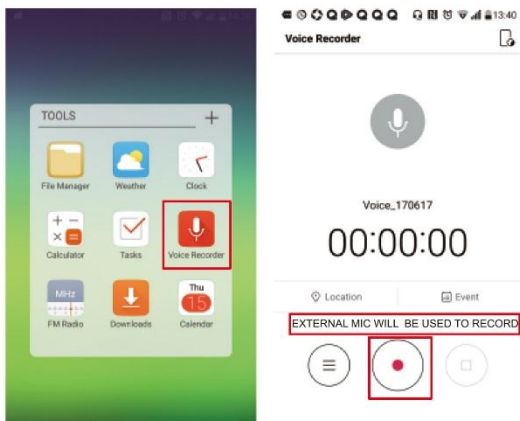 TOOLS
+
File Manager
Weather
Clock
Calculator
Tasks
Voice Recorder
MHz
Thu
15
FM Radio
Downloads
Calendar
13:40
Voice Recorder
Voice_170617
00:00:00
Location
Event
EXTERNAL MIC WILL BE USED TO RECORD